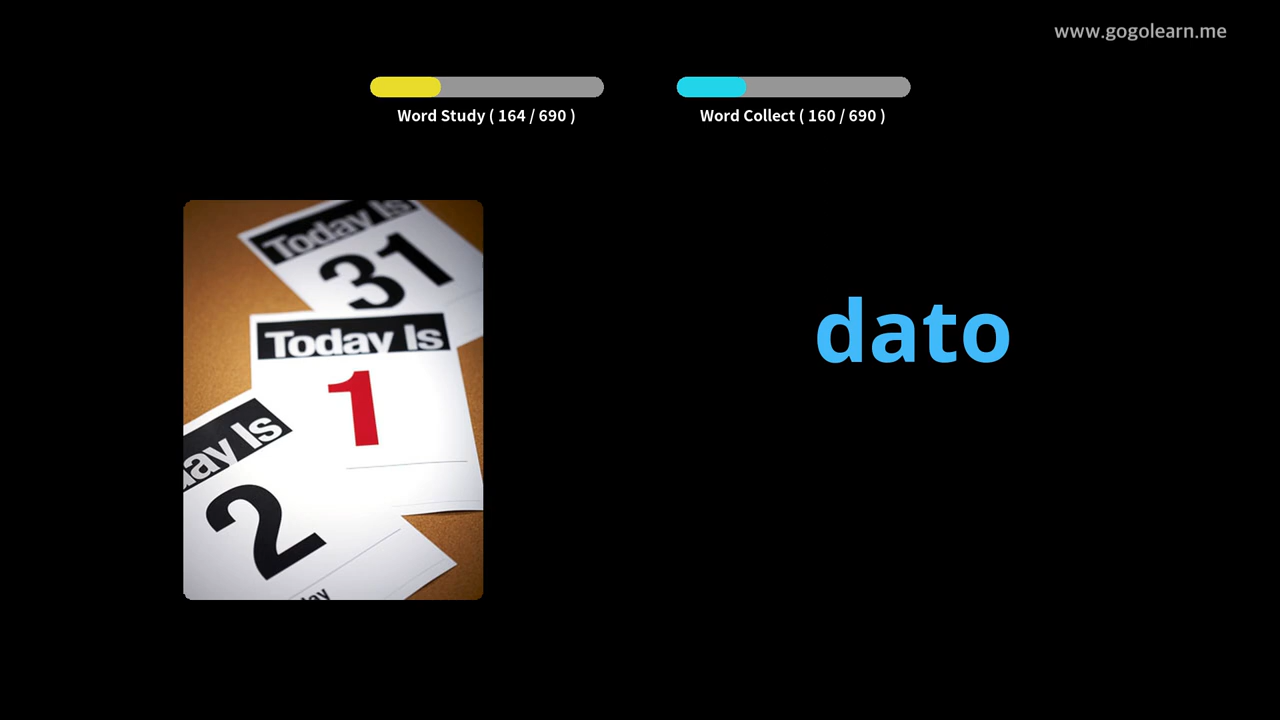 www.gogolearn.me
Word Study ( 164 / 690 )
Word Collect ( 160 / 690 )
Today Is
31
Today Is
1
dato
ay Is
2